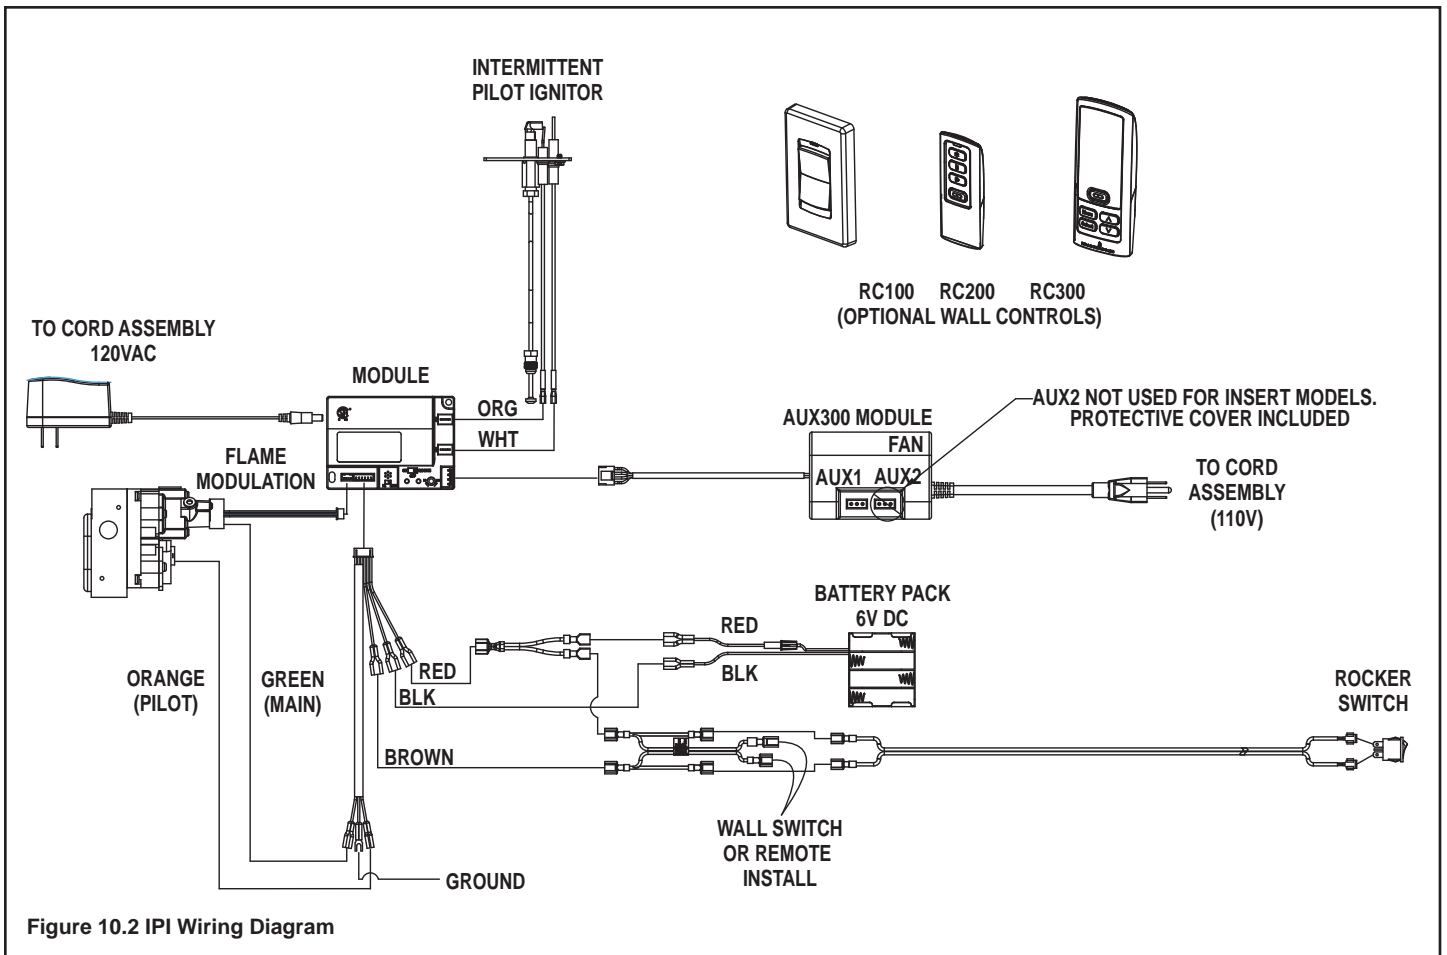 INTERMITTENT
PILOT IGNITOR
RC100 RC200 RC300
(OPTIONAL WALL CONTROLS)
TO CORD ASSEMBLY
120VAC
MODULE
ORG
WHT
FLAME
MODULATION
AUX2 NOT USED FOR INSERT MODELS.
PROTECTIVE COVER INCLUDED
AUX300 MODULE
FAN
AUX1 AUX2
TO CORD
ASSEMBLY
(110V)
BATTERY PACK
6V DC
RED
BLK
RED
BLK
ORANGE
(PILOT)
GREEN
(MAIN)
BROWN
ROCKER
SWITCH
WALL SWITCH
OR REMOTE
INSTALL
GROUND
Figure 10.2 IPI Wiring Diagram